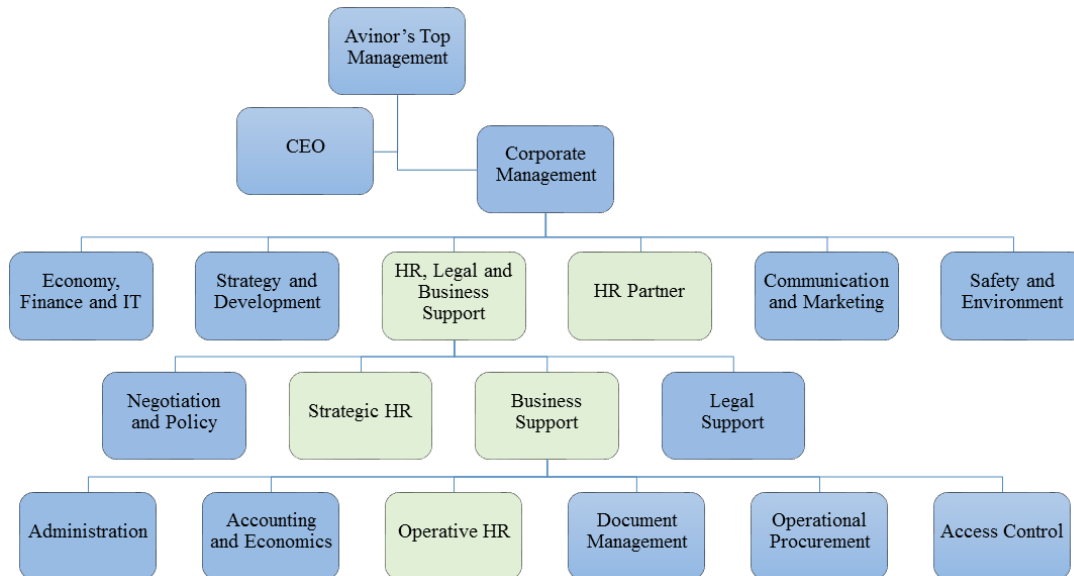 Avinor’s Top
Management
CEO
Corporate
Management
Economy,
Finance and IT
Strategy and
Development
HR, Legal and
Business
Support
HR Partner
Communication
and Marketing
Safety and
Environment
Negotiation
and Policy
Strategic HR
Business
Support
Legal
Support
Administration
Accounting
and Economics
Operative HR
Document
Management
Operational
Procurement
Access Control